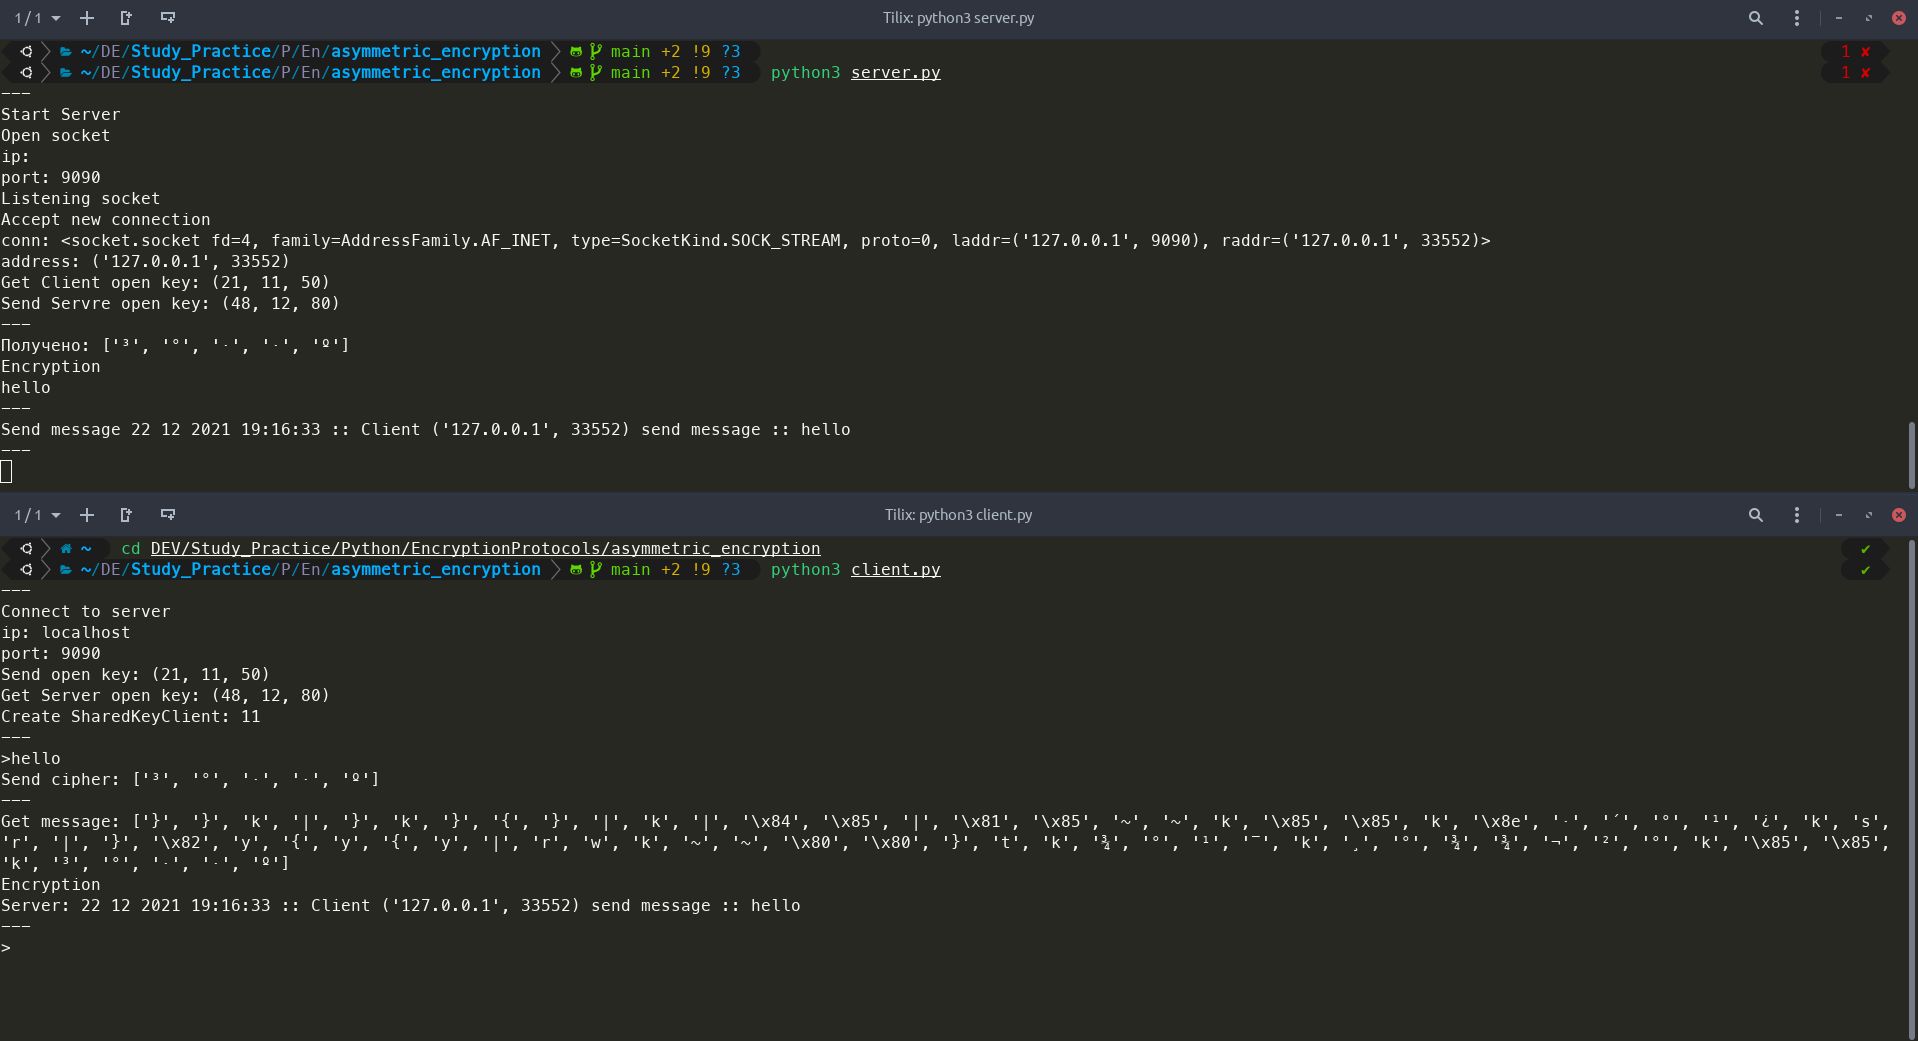 1 / 1
Tilix: python3 server.py
~/DE/Study_Practice/P/En/asymmetric_encryption main +2 !9 ?3 1 ✘
~/DE/Study_Practice/P/En/asymmetric_encryption main +2 !9 ?3 python3 server.py 1 ✘
---
Start Server
Open socket
ip:
port: 9090
Listening socket
Accept new connection
conn: <socket.socket fd=4, family=AddressFamily.AF_INET, type=SocketKind.SOCK_STREAM, proto=0, laddr=('127.0.0.1', 9090), raddr=('127.0.0.1', 33552)>
address: ('127.0.0.1', 33552)
Get Client open key: (21, 11, 50)
Send Servre open key: (48, 12, 80)
---
Получено: ['³', '°', '·', '·', 'º']
Encryption
hello
---
Send message 22 12 2021 19:16:33 :: Client ('127.0.0.1', 33552) send message :: hello
---
1 / 1
Tilix: python3 client.py
~ cd DEV/Study_Practice/Python/EncryptionProtocols/asymmetric_encryption ✔
~/DE/Study_Practice/P/En/asymmetric_encryption main +2 !9 ?3 python3 client.py ✔
---
Connect to server
ip: localhost
port: 9090
Send open key: (21, 11, 50)
Get Server open key: (48, 12, 80)
Create SharedKeyClient: 11
---
>hello
Send cipher: ['³', '°', '·', '·', 'º']
---
Get message: ['}', '}', 'k', '|', '}', 'k', '}', '{', '}', '|', 'k', '|', '\x84', '\x85', '|', '\x81', '\x85', '~', '~', 'k', '\x85', '\x85', 'k', '\x8e', '·', '´', '°', '¹', '¿', 'k', 's',
'r', '|', '}', '\x82', 'y', '{', 'y', '{', 'y', '|', 'r', 'w', 'k', '~', '~', '\x80', '\x80', '}', 't', 'k', '¾', '°', '¹', '¯', 'k', '¸', '°', '¾', '¾', '¬', '²', '°', 'k', '\x85', '\x85',
'k', '³', '°', '·', '·', 'º']
Encryption
Server: 22 12 2021 19:16:33 :: Client ('127.0.0.1', 33552) send message :: hello
---
>